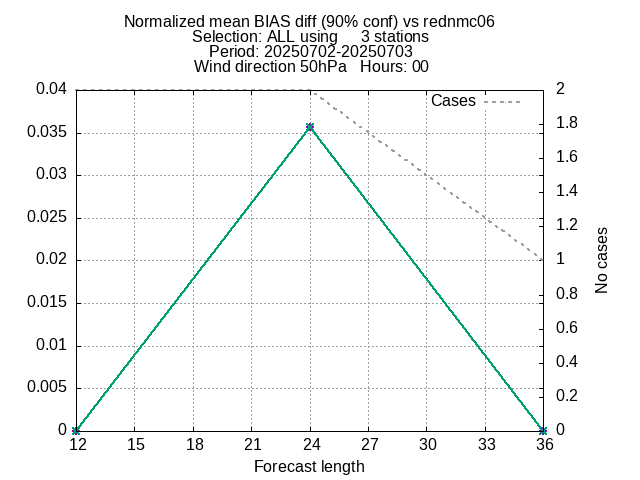 Normalized mean BIAS diff (90% conf) vs rednmc06
Selection: ALL using     3 stations
Period: 20250702-20250703
Wind direction 50hPa   Hours: 00
Cases
0.04
0.035
0.03
0.025
0.02
0.015
0.01
0.005
0
2
1.8
1.6
1.4
1.2
1
0.8
0.6
0.4
0.2
0
No cases
12 15 18 21 24 27 30 33 36
Forecast length